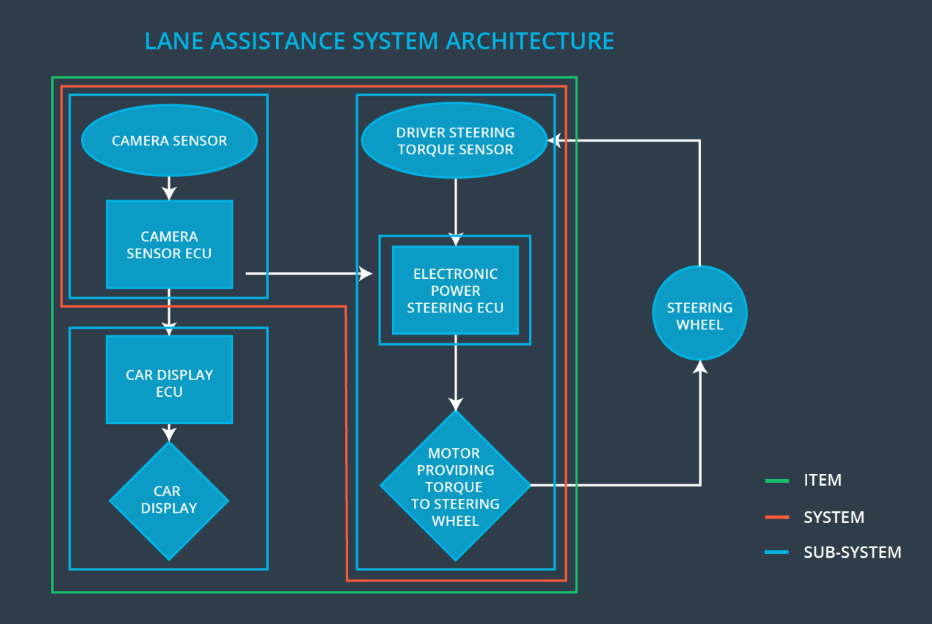 LANE ASSISTANCE SYSTEM ARCHITECTURE
CAMERA SENSOR
CAMERA
SENSOR ECU
CAR DISPLAY
ECU
CAR
DISPLAY
DRIVER STEERING
TORQUE SENSOR
ELECTRONIC
POWER
STEERING ECU
MOTOR
PROVIDING
TORQUE
TO STEERING
WHEEL
STEERING
WHEEL
ITEM
SYSTEM
SUB-SYSTEM